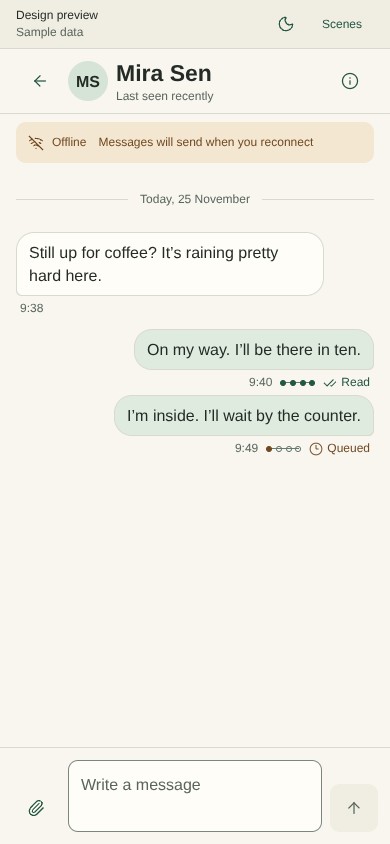 Design preview
Sample data
Scenes
MS
Mira Sen
Last seen recently
Offline Messages will send when you reconnect
Today, 25 November
Still up for coffee? It’s raining pretty
hard here.
9:38
On my way. I’ll be there in ten.
9:40 Read
I’m inside. I’ll wait by the counter.
9:49 Queued
Write a message